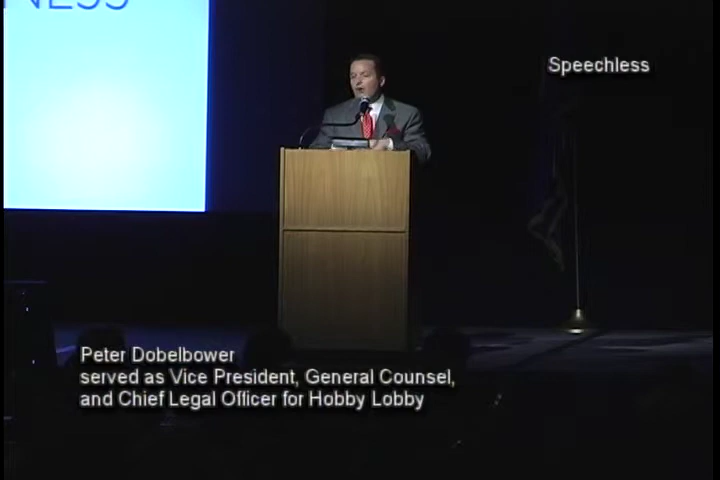 Speechless
Peter Dobelbower
served as Vice President, General Counsel,
and Chief Legal Officer for Hobby Lobby